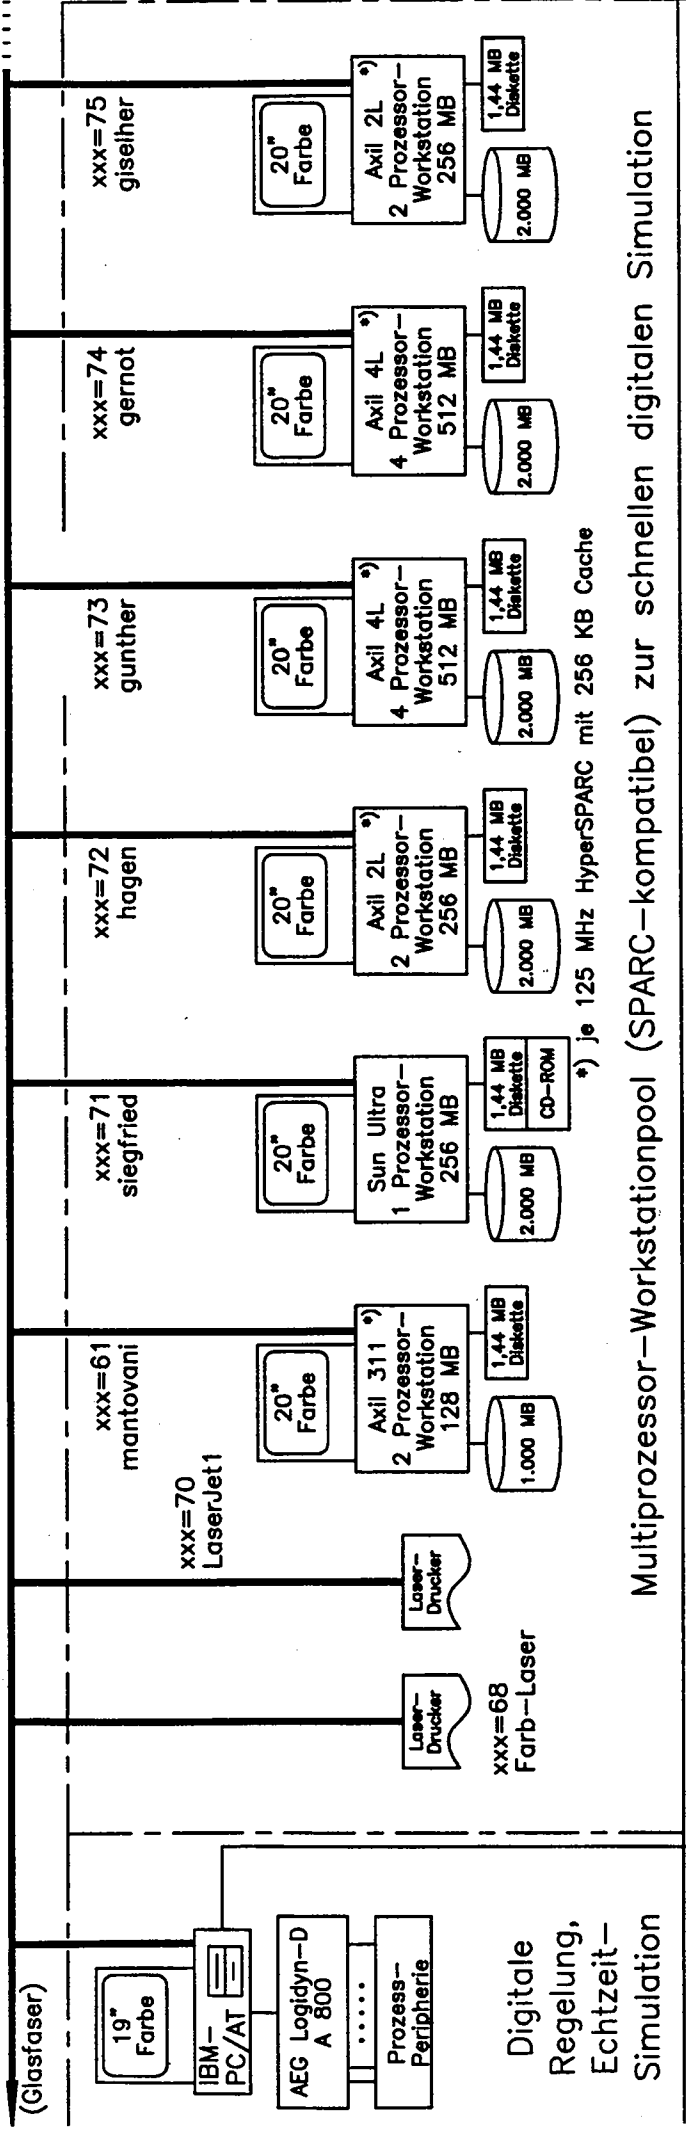 (Glasfaser)
19"
Farbe
IBM-
PC/AT
AEG Logidyn-D
A 800
.....
Prozess-
Peripherie
Digitale
Regelung,
Echtzeit-
Simulation
Laser-
Drucker
xxx=68
Farb-Laser
xxx=70
LaserJet1
Laser-
Drucker
xxx=61
mantovani
20"
Farbe
Axil 311 *)
2 Prozessor-
Workstation
128 MB
1.000 MB
1,44 MB
Diskette
xxx=71
siegfried
20"
Farbe
Sun Ultra
1 Prozessor-
Workstation
256 MB
2.000 MB
1,44 MB
Diskette
CD-ROM
xxx=72
hagen
20"
Farbe
Axil 2L *)
2 Prozessor-
Workstation
256 MB
2.000 MB
1,44 MB
Diskette
xxx=73
gunther
20"
Farbe
Axil 4L *)
4 Prozessor-
Workstation
512 MB
2.000 MB
1,44 MB
Diskette
xxx=74
gernot
20"
Farbe
Axil 4L *)
4 Prozessor-
Workstation
512 MB
2.000 MB
1,44 MB
Diskette
xxx=75
giselher
20"
Farbe
Axil 2L *)
2 Prozessor-
Workstation
256 MB
2.000 MB
1,44 MB
Diskette
*) je 125 MHz HyperSPARC mit 256 KB Cache
Multiprozessor-Workstationpool (SPARC-kompatibel) zur schnellen digitalen Simulation